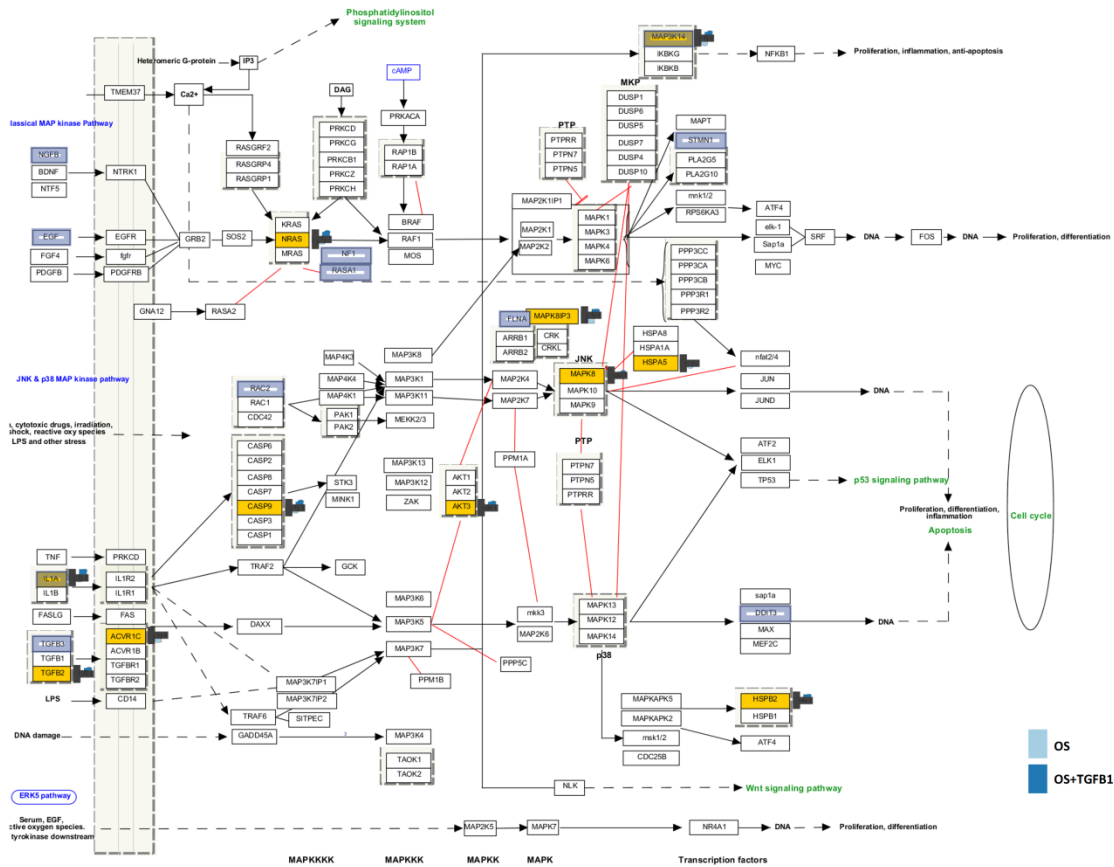 Phosphatidylinositol
signaling system
Heteromeric G-protein
IP3
TMEM37
Ca2+
DAG
cAMP
PRKACA
lassical MAP kinase Pathway
NGFB
BDNF
NTF5
NTRK1
RASGRF2
RASGRP4
RASGRP1
PRKCD
PRKCG
PRKCB1
PRKCZ
PRKCH
RAP1B
RAP1A
EGF
FGF4
PDGFB
EGFR
fgfr
PDGFRB
GRB2
SOS2
KRAS
NRAS
MRAS
NF1
RASA1
BRAF
RAF1
MOS
GNA12
RASA2
MAP3K14
IKBKG
IKBKB
NFKB1
Proliferation, inflammation, anti-apoptosis
MKP
DUSP1
DUSP6
DUSP5
DUSP7
DUSP4
DUSP10
PTP
PTPRR
PTPN7
PTPN5
MAPT
STMN1
PLA2G5
PLA2G10
MAP2K1IP1
MAP2K1
MAP2K2
MAPK1
MAPK3
MAPK4
MAPK6
mnk1/2
RPS6KA3
ATF4
elk-1
Sap1a
MYC
SRF
DNA
FOS
DNA
Proliferation, differentiation
PPP3CC
PPP3CA
PPP3CB
PPP3R1
PPP3R2
FLNA
MAPK8IP3
ARRB1
ARRB2
CRK
CRKL
HSPA8
HSPA1A
HSPA5
JNK & p38 MAP kinase pathway
RAC2
RAC1
CDC42
MAP4K3
MAP4K4
MAP4K1
PAK1
PAK2
MAP3K8
MAP3K1
MAP3K11
MEKK2/3
MAP2K4
MAP2K7
JNK
MAPK8
MAPK10
MAPK9
nfat2/4
JUN
JUND
DNA
, cytotoxic drugs, irradiation,
shock, reactive oxy species
LPS and other stress
CASP6
CASP2
CASP8
CASP7
CASP9
CASP3
CASP1
STK3
MINK1
MAP3K13
MAP3K12
ZAK
AKT1
AKT2
AKT3
PPM1A
PTP
PTPN7
PTPN5
PTPRR
ATF2
ELK1
TP53
p53 signaling pathway
Proliferation, differentiation,
inflammation
Apoptosis
Cell cycle
TNF
PRKCD
IL1A
IL1B
IL1R2
IL1R1
FASLG
FAS
TRAF2
GCK
DAXX
MAP3K6
MAP3K5
MAP3K7
mkk3
MAP2K6
MAPK13
MAPK12
MAPK14
p38
sap1a
DDIT3
MAX
MEF2C
DNA
TGFB3
TGFB1
TGFB2
ACVR1C
ACVR1B
TGFBR1
TGFBR2
LPS
CD14
MAP3K7IP1
MAP3K7IP2
TRAF6
SITPEC
PPM1B
PPP5C
MAPKAPK5
MAPKAPK2
msk1/2
CDC25B
HSPB2
HSPB1
ATF4
DNA damage
GADD45A
MAP3K4
TAOK1
TAOK2
NLK
Wnt signaling pathway
OS
OS+TGFB1
ERK5 pathway
Serum, EGF,
ctive oxygen species.
tyrokinase downstream
MAP2K5
MAPK7
NR4A1
DNA
Proliferation, differentiation
MAPKKKK
MAPKKK
MAPKK
MAPK
Transcription factors